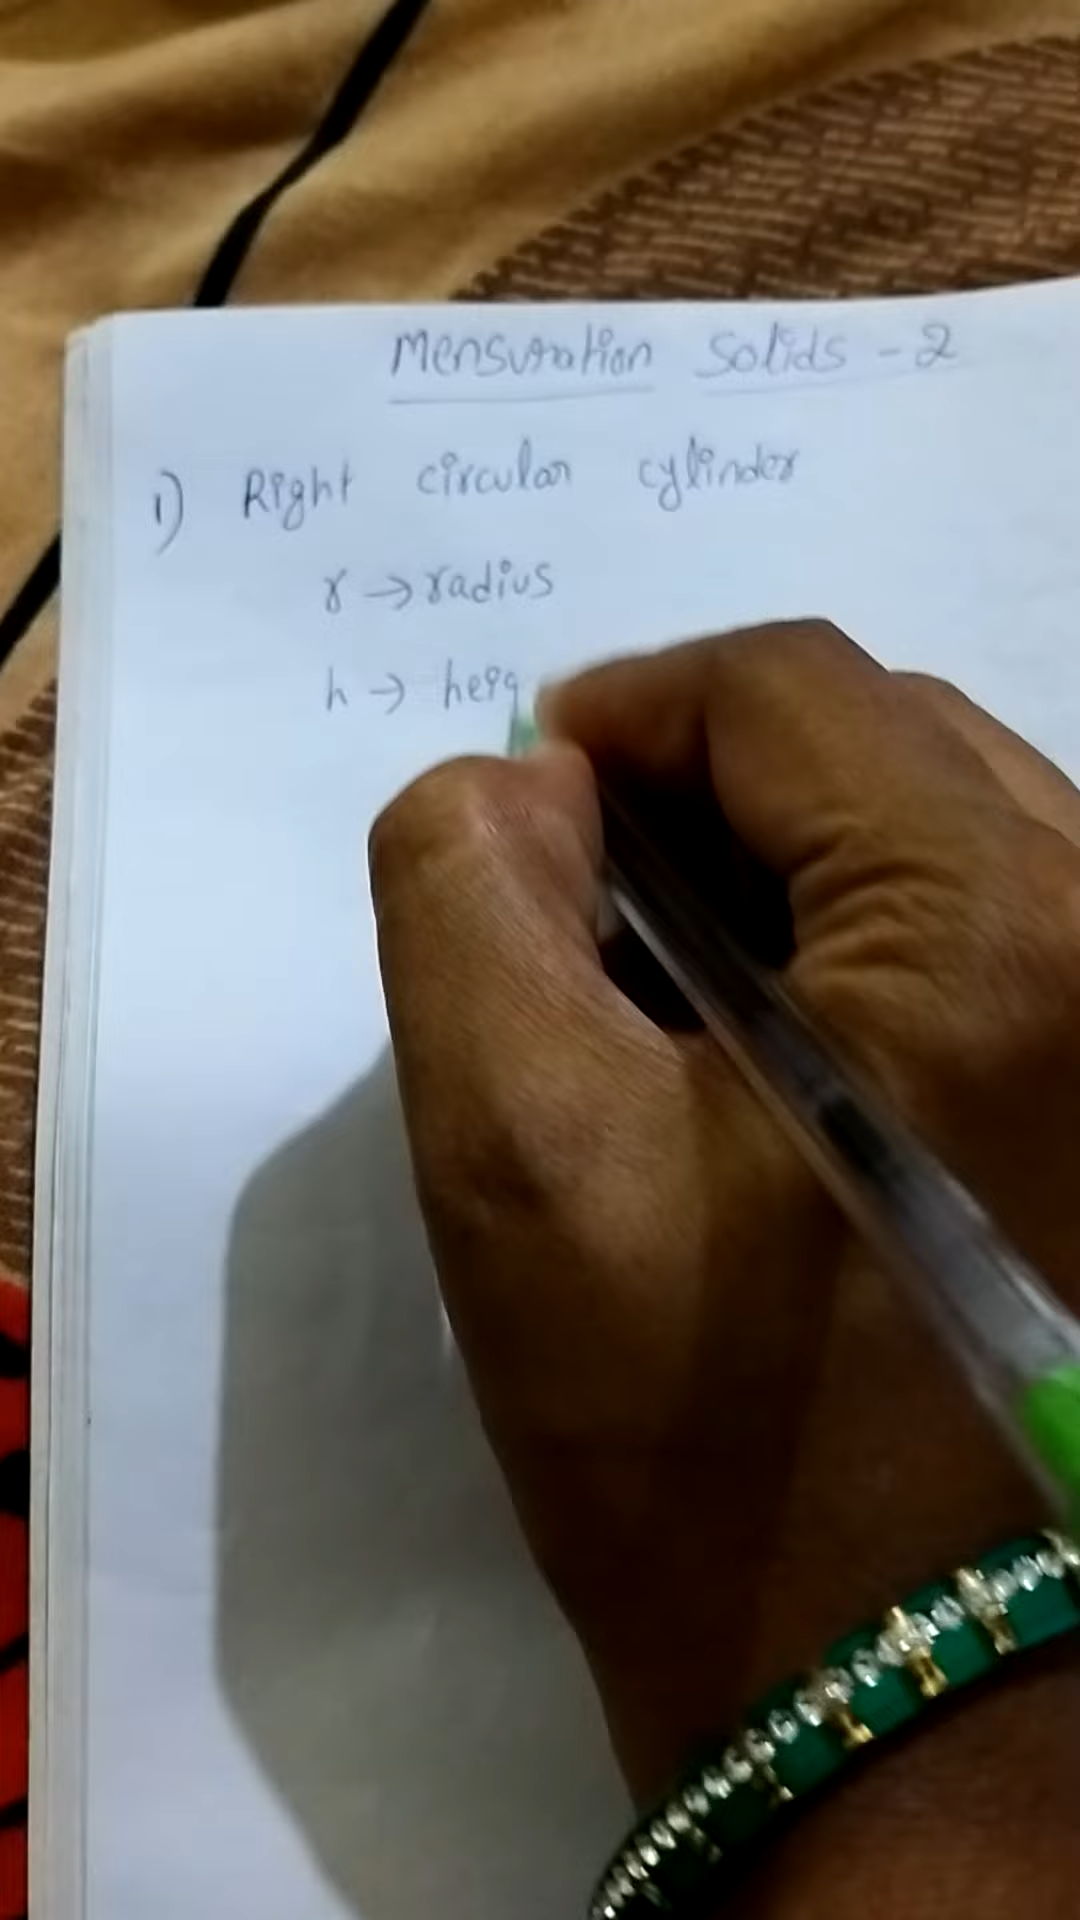 Mensuration Solids - 2
1) Right circular cylinder
r → radius
h → heig